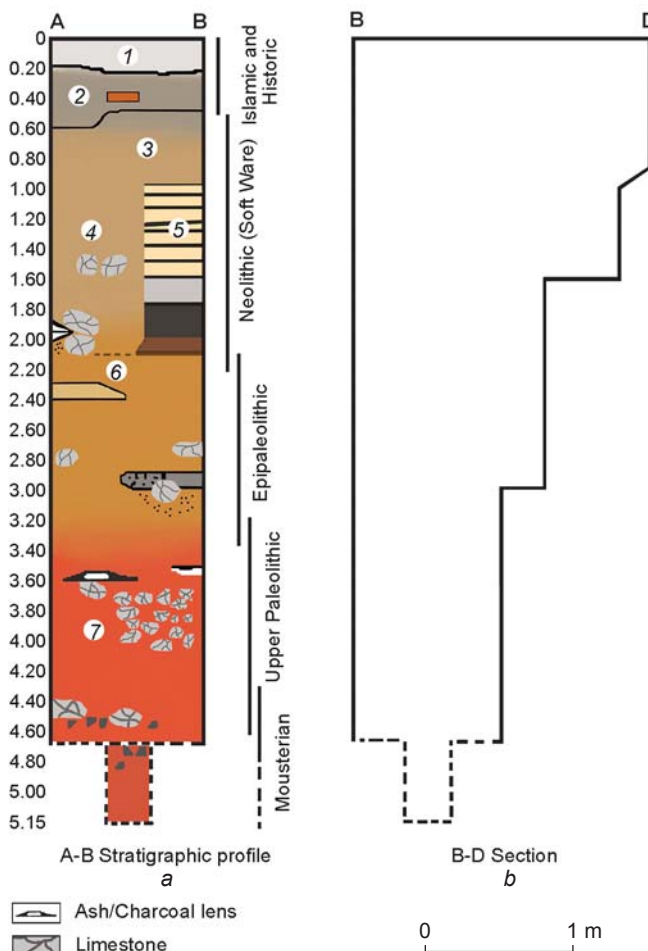 A B
B D
0
0.20
0.40
0.60
0.80
1.00
1.20
1.40
1.60
1.80
2.00
2.20
2.40
2.60
2.80
3.00
3.20
3.40
3.60
3.80
4.00
4.20
4.40
4.60
4.80
5.00
5.15
1
2
3
4
5
6
7
Islamic and
Historic
Neolithic (Soft Ware)
Epipaleolithic
Upper Paleolithic
Mousterian
A-B Stratigraphic profile
a
B-D Section
b
Ash/Charcoal lens
Limestone
0 1 m